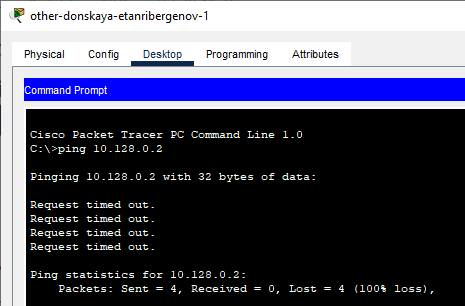 other-donskaya-etanribergenov-1
Physical Config Desktop Programming Attributes
Command Prompt
Cisco Packet Tracer PC Command Line 1.0
C:\>ping 10.128.0.2
Pinging 10.128.0.2 with 32 bytes of data:
Request timed out.
Request timed out.
Request timed out.
Request timed out.
Ping statistics for 10.128.0.2:
Packets: Sent = 4, Received = 0, Lost = 4 (100% loss),